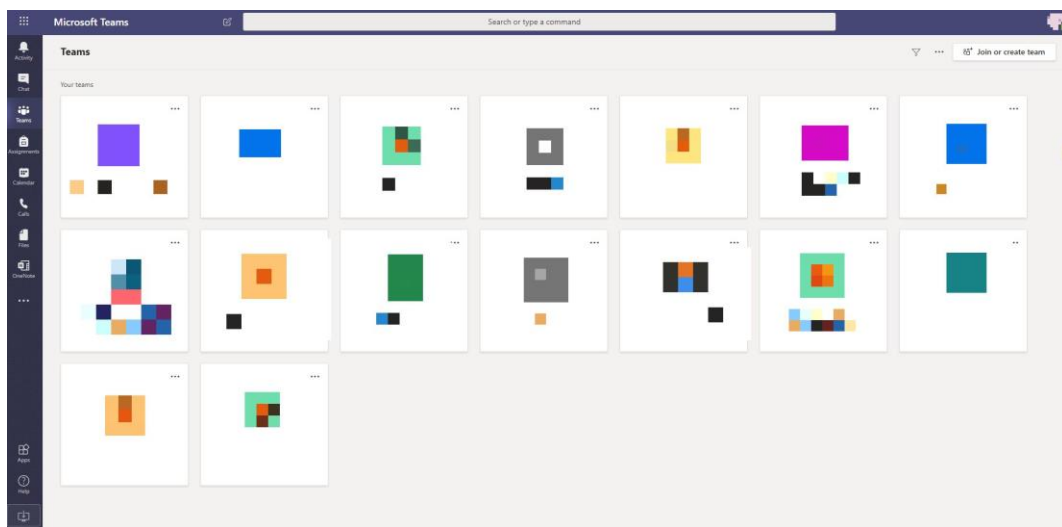 Microsoft Teams
Search or type a command
Activity
Chat
Teams
Assignments
Calendar
Calls
Files
OneNote
Apps
Help
Teams
Join or create team
Your teams